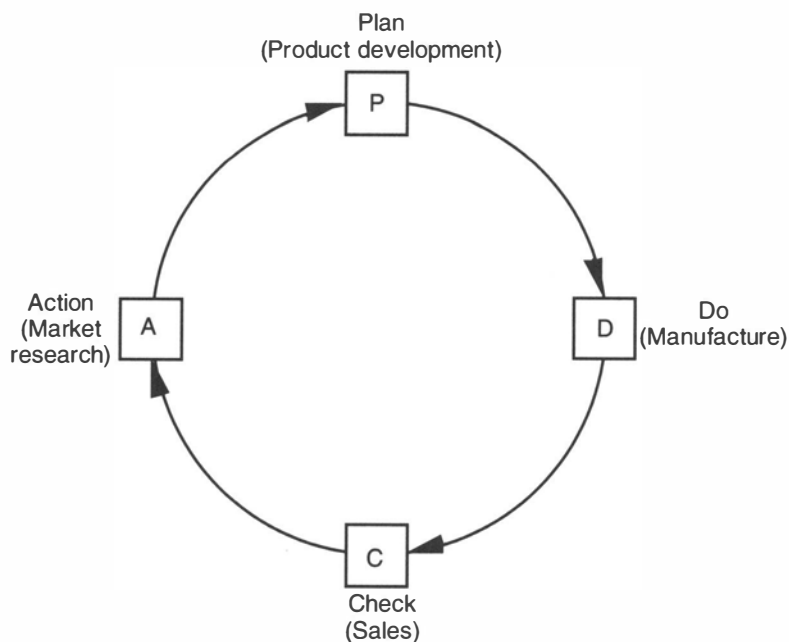 Plan
(Product development)
P
Action
(Market
research)
A
D
Do
(Manufacture)
C
Check
(Sales)